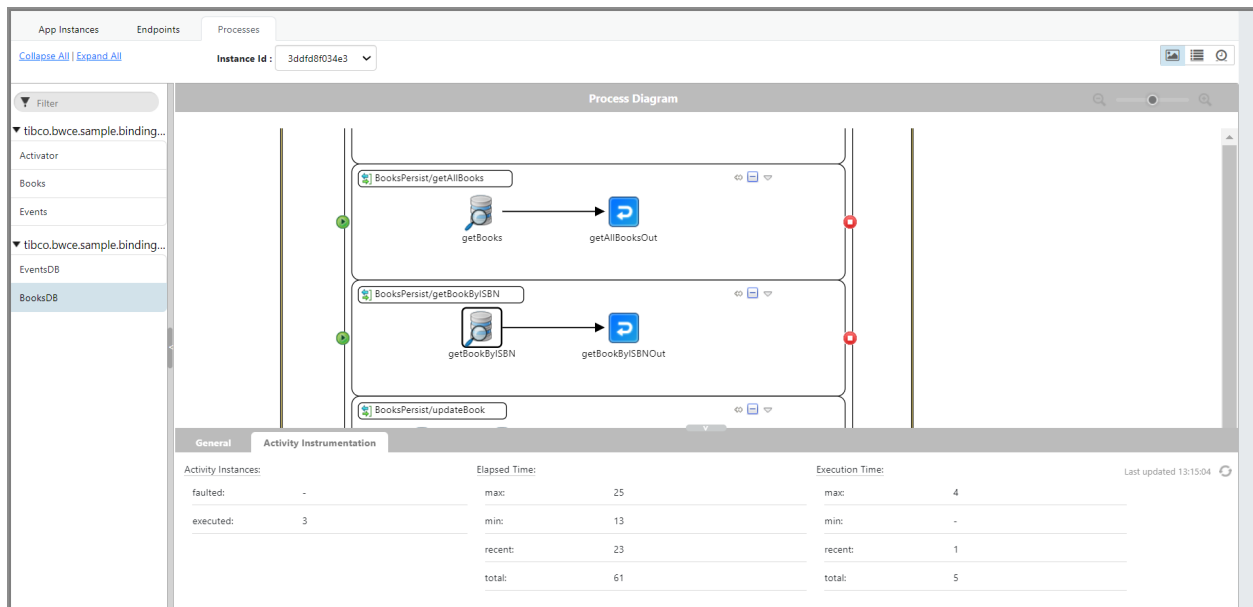 App Instances Endpoints Processes
Collapse All | Expand All Instance Id : 3ddfd8f034e3
Filter
Process Diagram
tibco.bwce.sample.binding...
Activator
Books
Events
tibco.bwce.sample.binding...
EventsDB
BooksDB
BooksPersist/getAllBooks
getBooks getAllBooksOut
BooksPersist/getBookByISBN
getBookByISBN getBookByISBNOut
BooksPersist/updateBook
General Activity Instrumentation
Activity Instances: Elapsed Time: Execution Time: Last updated 13:15:04
faulted: - max: 25 max: 4
executed: 3 min: 13 min: -
recent: 23 recent: 1
total: 61 total: 5